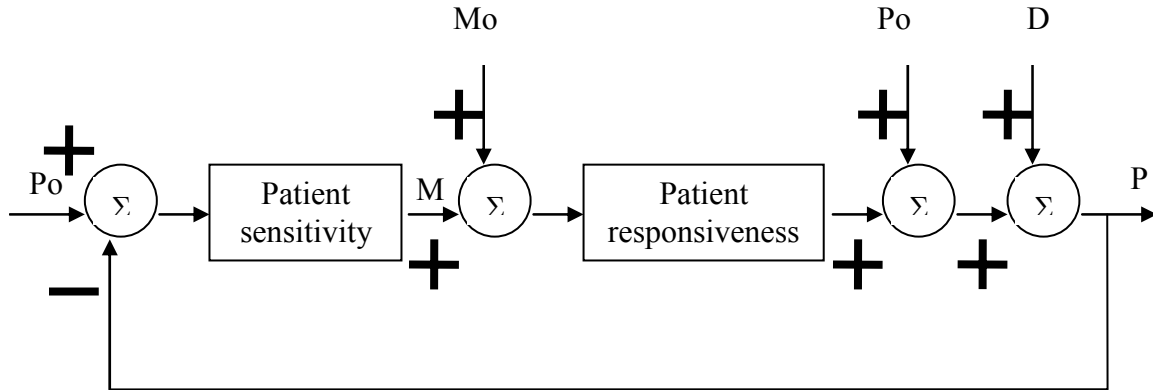 Mo
Po
D
+
+
+
+
Po
Σ
Patient
sensitivity
M
Σ
Patient
responsiveness
Σ
Σ
P
−
+
+
+